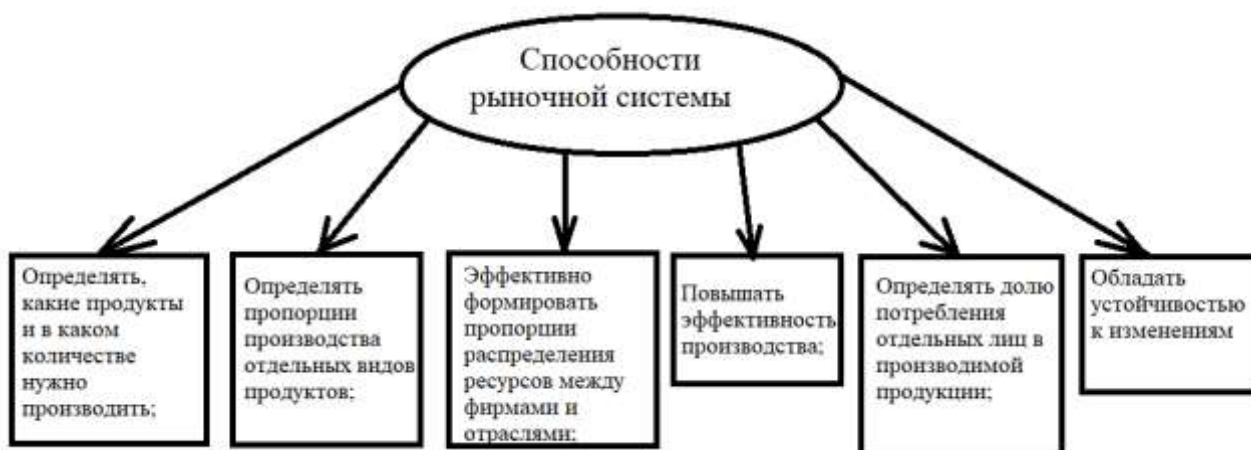 Способности
рыночной системы
Определять,
какие продукты
и в каком
количестве
нужно
производить;
Определять
пропорции
производства
отдельных видов
продуктов;
Эффективно
формировать
пропорции
распределения
ресурсов между
фирмами и
отраслями;
Повышать
эффективность
производства;
Определять долю
потребления
отдельных лиц в
производимой
продукции;
Обладать
устойчивостью
к изменениям